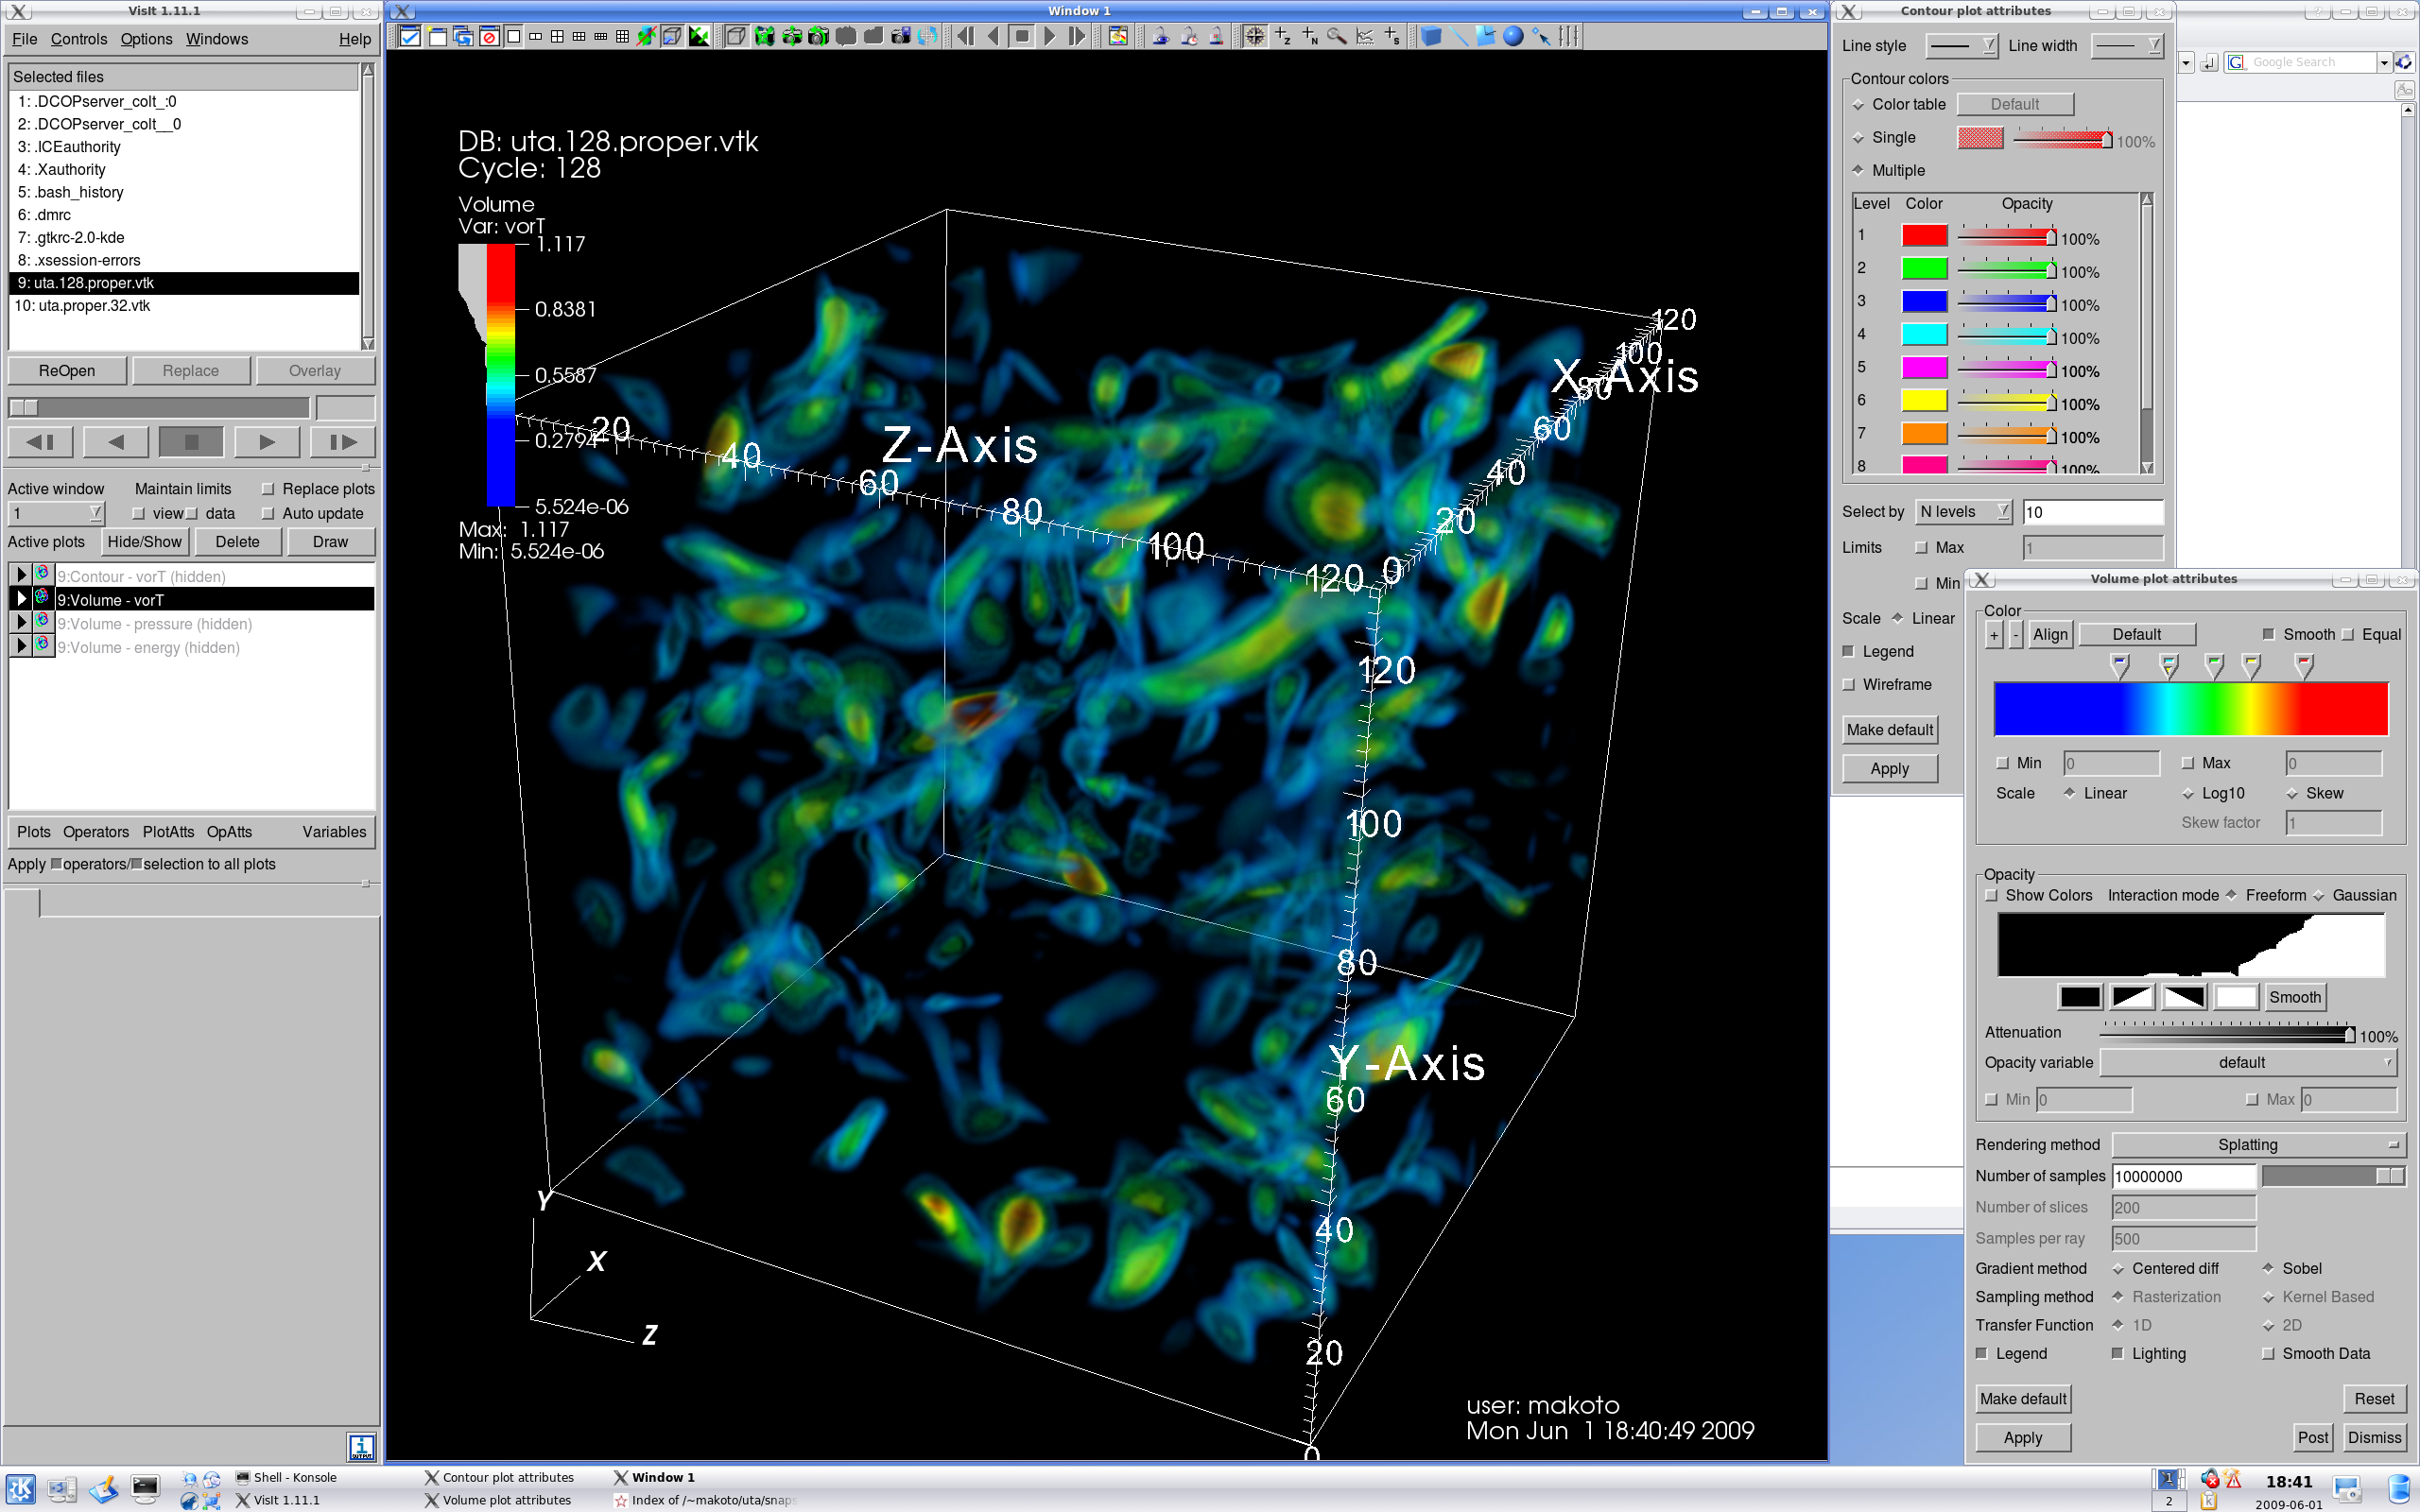 VisIt 1.11.1
File Controls Options Windows Help
Selected files
1: .DCOPserver_colt_:0
2: .DCOPserver_colt__0
3: .ICEauthority
4: .Xauthority
5: .bash_history
6: .dmrc
7: .gtkrc-2.0-kde
8: .xsession-errors
9: uta.128.proper.vtk
10: uta.proper.32.vtk
ReOpen Replace Overlay
Active window Maintain limits Replace plots
1 view data Auto update
Active plots Hide/Show Delete Draw
9:Contour - vorT (hidden)
9:Volume - vorT
9:Volume - pressure (hidden)
9:Volume - energy (hidden)
Plots Operators PlotAtts OpAtts Variables
Apply operators/ selection to all plots
Window 1
DB: uta.128.proper.vtk
Cycle: 128
Volume
Var: vorT
1.117
0.8381
0.5587
0.2794
5.524e-06
Max: 1.117
Min: 5.524e-06
20
40
60
80
100
120
Z-Axis
0
20
40
60
80
100
120
X-Axis
120
100
80
60
40
20
0
Y-Axis
Y
X
Z
user: makoto
Mon Jun 1 18:40:49 2009
Contour plot attributes
Line style Line width
Contour colors
Color table Default
Single 100%
Multiple
Level Color Opacity
1 100%
2 100%
3 100%
4 100%
5 100%
6 100%
7 100%
8 100%
Select by N levels 10
Limits Max 1
Min
Scale Linear
Legend
Wireframe
Make default
Apply
Google Search
Volume plot attributes
Color
+ - Align Default Smooth Equal
Min 0 Max 0
Scale Linear Log10 Skew
Skew factor 1
Opacity
Show Colors Interaction mode Freeform Gaussian
Smooth
Attenuation 100%
Opacity variable default
Min 0 Max 0
Rendering method Splatting
Number of samples 10000000
Number of slices 200
Samples per ray 500
Gradient method Centered diff Sobel
Sampling method Rasterization Kernel Based
Transfer Function 1D 2D
Legend Lighting Smooth Data
Make default Reset
Apply Post Dismiss
Shell - Konsole Contour plot attributes Window 1
VisIt 1.11.1 Volume plot attributes Index of /~makoto/uta/snaps
1
2
18:41
2009-06-01